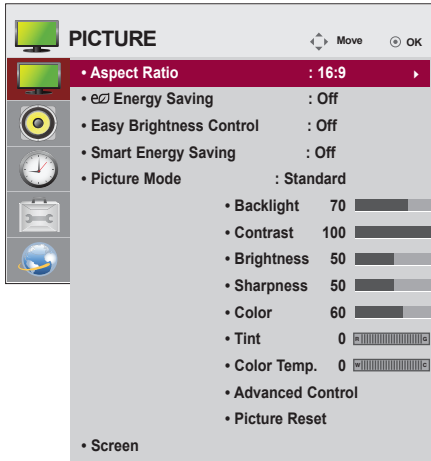 PICTURE Move OK
• Aspect Ratio : 16:9
• e Energy Saving : Off
• Easy Brightness Control : Off
• Smart Energy Saving : Off
• Picture Mode : Standard
• Backlight 70
• Contrast 100
• Brightness 50
• Sharpness 50
• Color 60
• Tint 0 R G
• Color Temp. 0 W C
• Advanced Control
• Picture Reset
• Screen